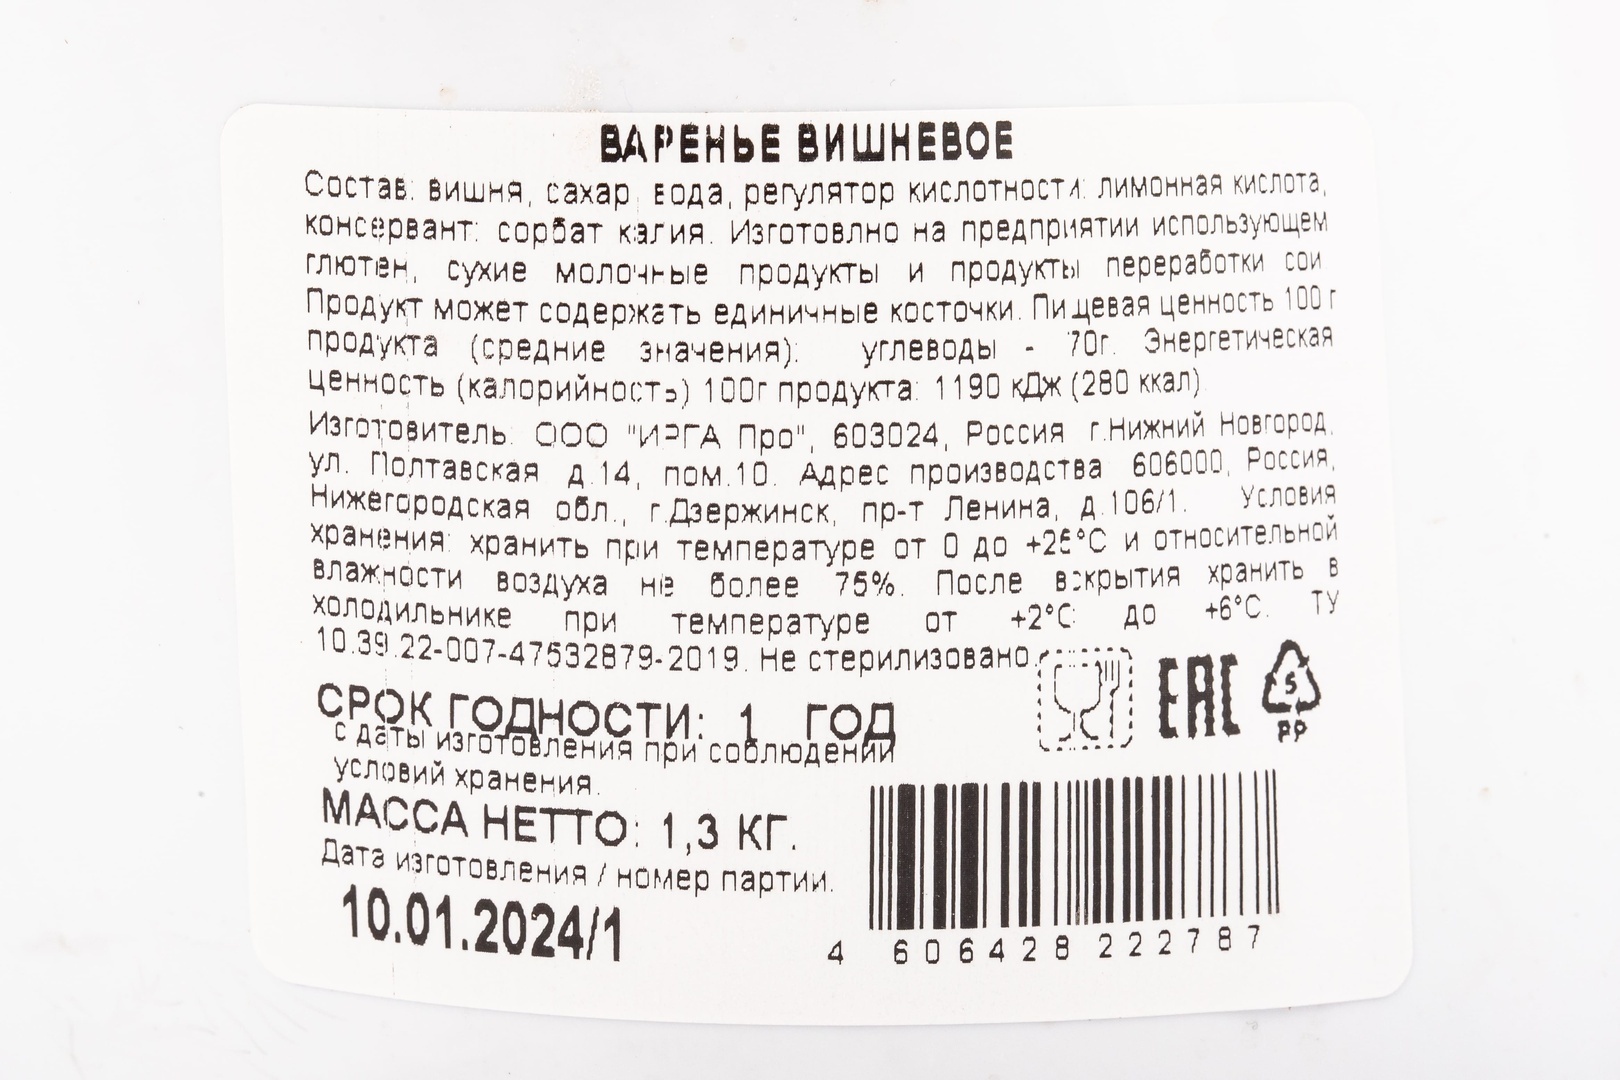 ВАРЕНЬЕ ВИШНЕВОЕ
Состав: вишня, сахар, вода, регулятор кислотности: лимонная кислота,
консервант: сорбат калия. Изготовлно на предприятии использующем
глютен, сухие молочные продукты и продукты переработки сои
Продукт может содержать единичные косточки. Пищевая ценность 100 г
продукта (средние значения): углеводы - 70г. Энергетическая
ценность (калорийность) 100г продукта: 1190 кДж (280 ккал)
Изготовитель: ООО "ИРГА Про", 603024, Россия г.Нижний Новгород,
ул. Полтавская д.14, пом.10. Адрес производства 606000, Россия,
Нижегородская обл., г.Дзержинск, пр-т Ленина, д.106/1. Условия
хранения: хранить при температуре от 0 до +25°С и относительной
влажности воздуха не более 75%. После вскрытия хранить в
холодильнике при температуре от +2°С до +6°С. ТУ
10.39.22-007-47532879-2019. Не стерилизовано.
СРОК ГОДНОСТИ: 1 ГОД
с даты изготовления при соблюдении
условий хранения.
МАССА НЕТТО: 1,3 КГ.
Дата изготовления / номер партии.
10.01.2024/1
EAC
5
PP
4 606428 222787